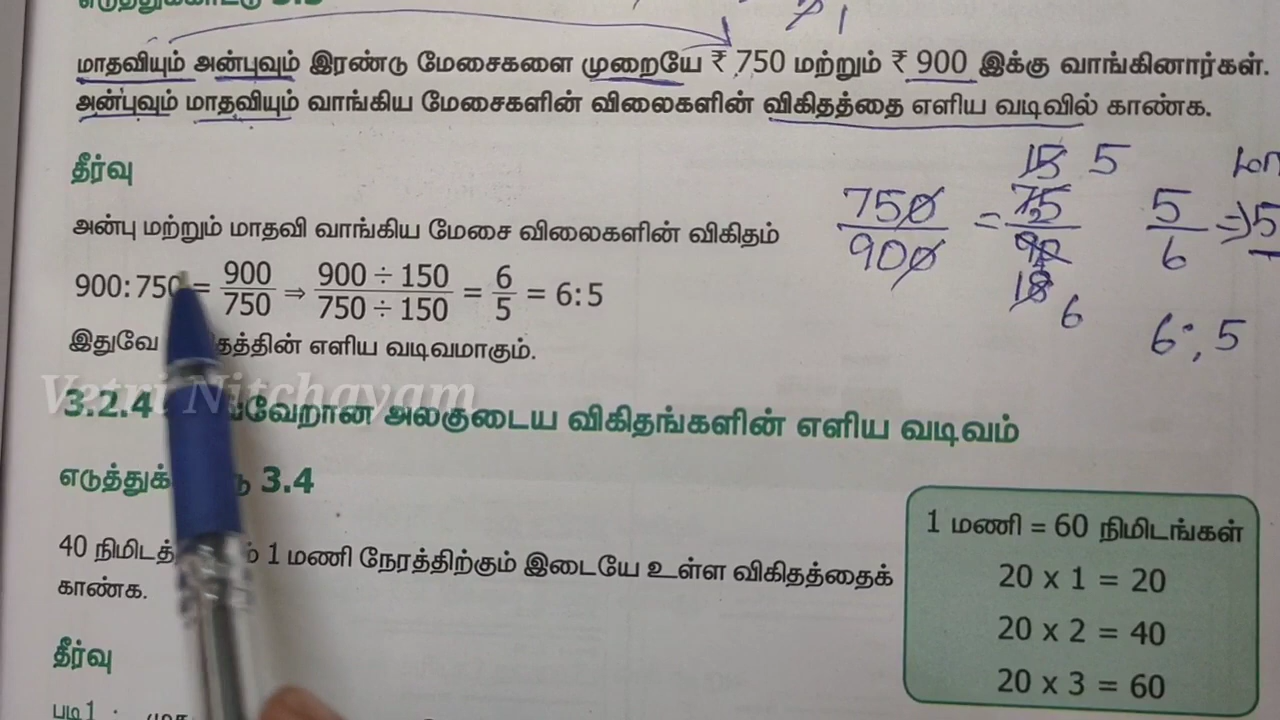 மாதவியும் அன்புவும் இரண்டு மேசைகளை முறையே ₹ 750 மற்றும் ₹ 900 இக்கு வாங்கினார்கள்.
அன்புவும் மாதவியும் வாங்கிய மேசைகளின் விலைகளின் விகிதத்தை எளிய வடிவில் காண்க.
தீர்வு
அன்பு மற்றும் மாதவி வாங்கிய மேசை விலைகளின் விகிதம்
900:750 = 900/750 ⇒ 900 ÷ 150/750 ÷ 150 = 6/5 = 6:5
இதுவே எளிய வடிவமாகும்.
750/900 = 75/90 15 5 18 6 5/6 ⇒ 5
6:5
Vetri Nitchayam
3.2.4 அலகுடைய விகிதங்களின் எளிய வடிவம்
3.4
40 1 மணி நேரத்திற்கும் இடையே உள்ள விகிதத்தைக்
காண்க.
1 மணி = 60 நிமிடங்கள்
20 x 1 = 20
20 x 2 = 40
20 x 3 = 60
தீர்வு
படி 1 :